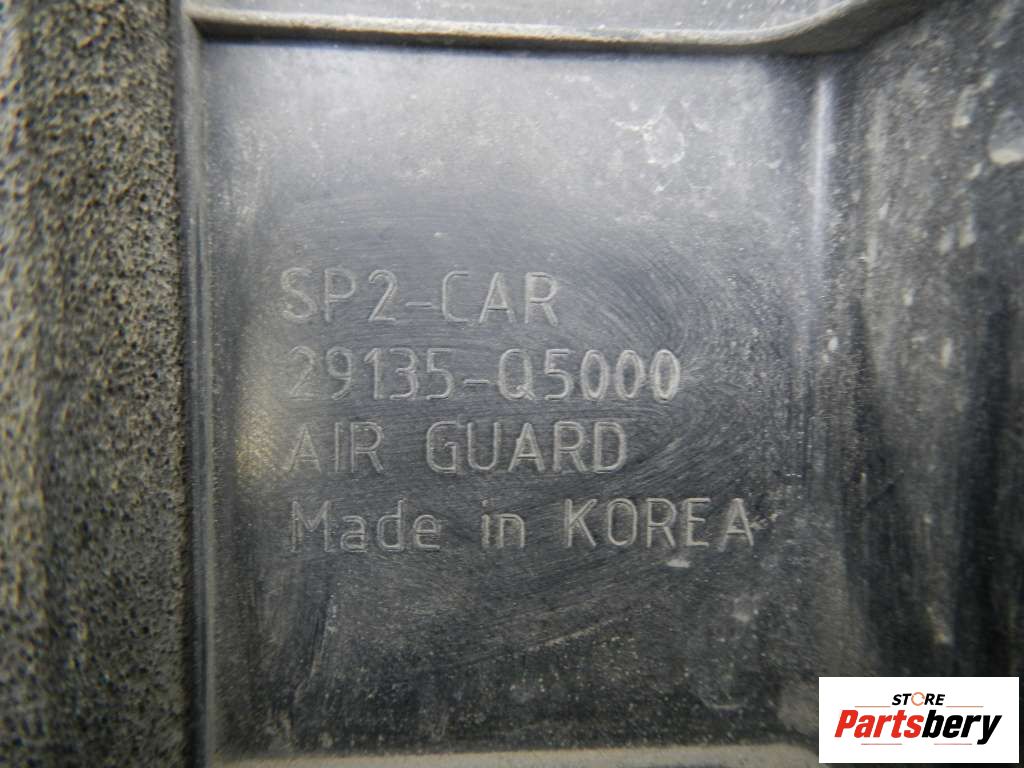 SP2-CAR
29135-Q5000
AIR GUARD
Made in KOREA
STORE
Partsbery